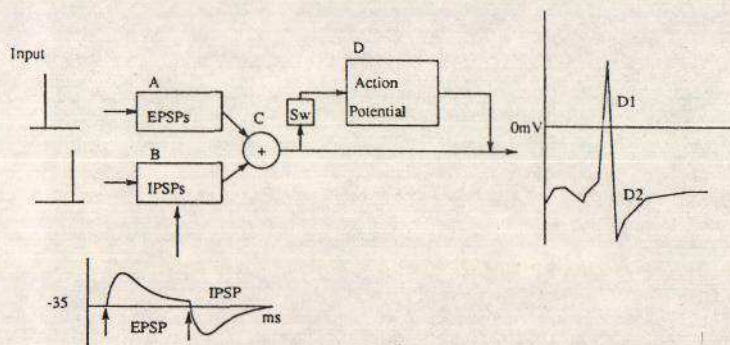 Input
A
EPSPs
B
IPSPs
C
+
Sw
D
Action
Potential
0mV
D1
D2
-35
IPSP
EPSP
ms